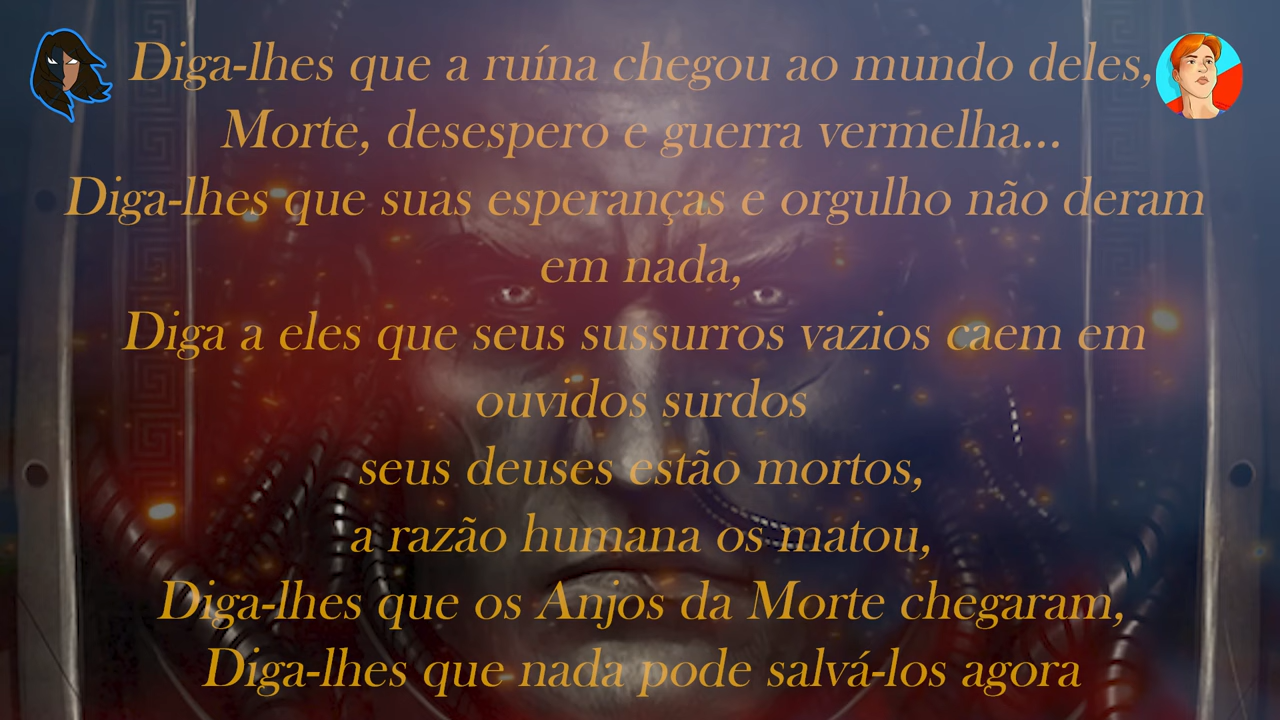 Diga-lhes que a ruína chegou ao mundo deles,
Morte, desespero e guerra vermelha...
Diga-lhes que suas esperanças e orgulho não deram
em nada,
Diga a eles que seus sussurros vazios caem em
ouvidos surdos
seus deuses estão mortos,
a razão humana os matou,
Diga-lhes que os Anjos da Morte chegaram,
Diga-lhes que nada pode salvá-los agora